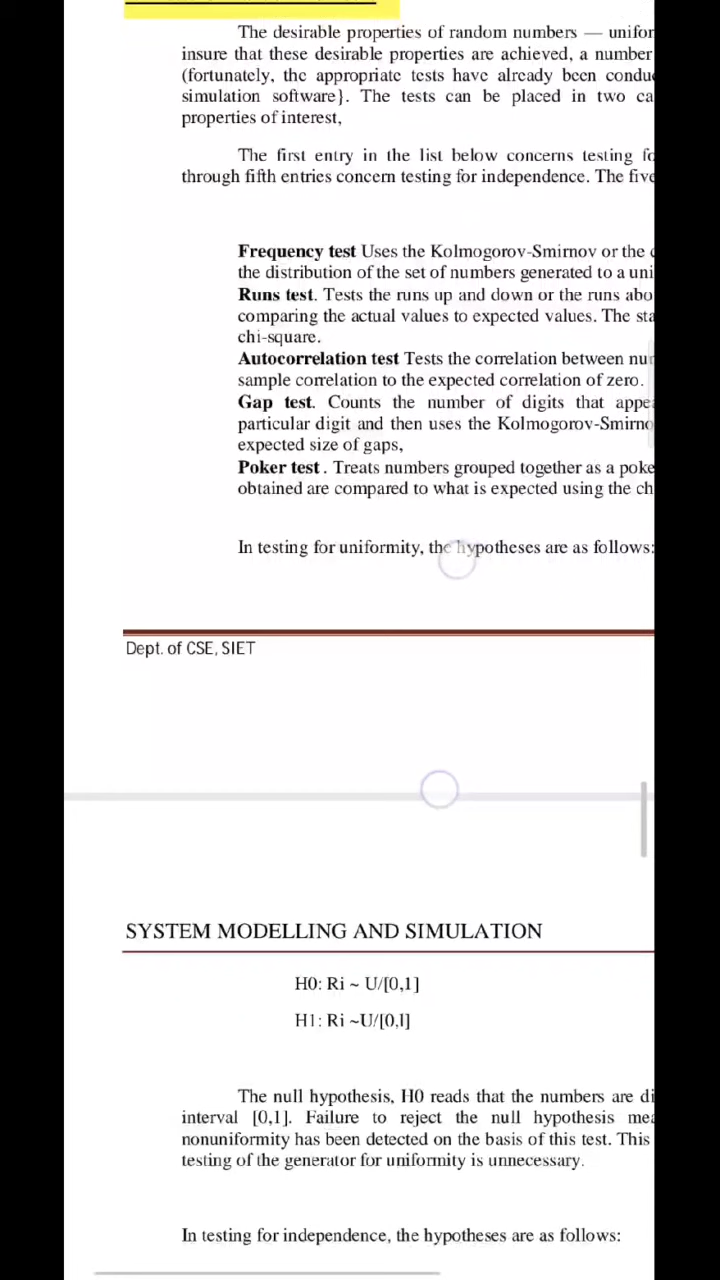 The desirable properties of random numbers — unifor
insure that these desirable properties are achieved, a number
(fortunately, the appropriate tests have already been condu
simulation software}. The tests can be placed in two ca
properties of interest,
The first entry in the list below concerns testing fo
through fifth entries concern testing for independence. The five
Frequency test Uses the Kolmogorov-Smirnov or the
the distribution of the set of numbers generated to a uni
Runs test. Tests the runs up and down or the runs abo
comparing the actual values to expected values. The sta
chi-square.
Autocorrelation test Tests the correlation between nu
sample correlation to the expected correlation of zero.
Gap test. Counts the number of digits that appe
particular digit and then uses the Kolmogorov-Smirno
expected size of gaps,
Poker test . Treats numbers grouped together as a poke
obtained are compared to what is expected using the ch
In testing for uniformity, the hypotheses are as follows:
Dept. of CSE, SIET
SYSTEM MODELLING AND SIMULATION
H0: Ri ~ U/[0,1]
H1: Ri ~U/[0,l]
The null hypothesis, H0 reads that the numbers are di
interval [0,1]. Failure to reject the null hypothesis mea
nonuniformity has been detected on the basis of this test. This
testing of the generator for uniformity is unnecessary.
In testing for independence, the hypotheses are as follows: